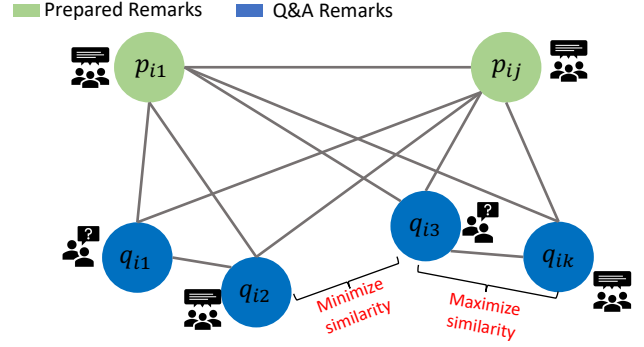 Prepared Remarks
Q&A Remarks
p_{i1}
p_{ij}
?
?
q_{i1}
q_{i2}
q_{i3}
q_{ik}
Minimize
similarity
Maximize
similarity